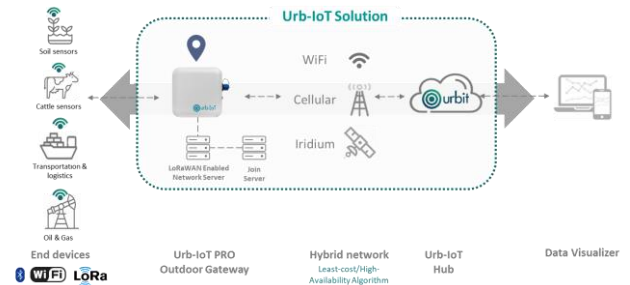 Urb-IoT Solution
Soil sensors
Cattle sensors
Transportation &
logistics
Oil & Gas
WiFi
Cellular
Iridium
urbit
urbit
LoRaWAN Enabled
Network Server
Join
Server
End devices
WiFi
LoRa
Urb-IoT PRO
Outdoor Gateway
Hybrid network
Least-cost/High-
Availability Algorithm
Urb-IoT
Hub
Data Visualizer